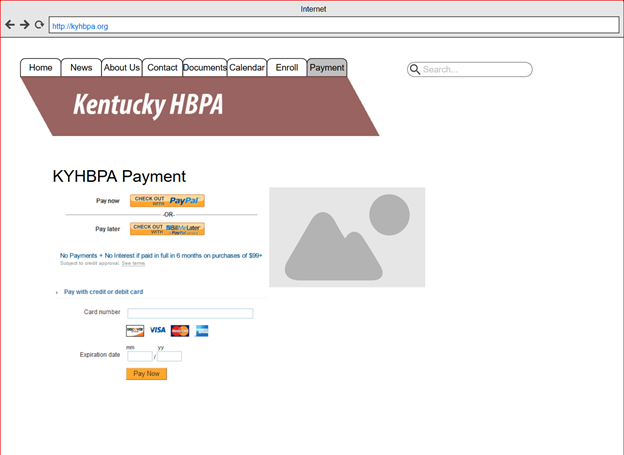 Internet
http://kyhbpa.org
Home News About Us Contact Documents Calendar Enroll Payment
Search...
Kentucky HBPA
KYHBPA Payment
Pay now CHECK OUT WITH PayPal
-OR-
Pay later CHECK OUT WITH BillMeLater
No Payments + No Interest if paid in full in 6 months on purchases of $99+
Subject to credit approval. See terms
Pay with credit or debit card
Card number
DISCOVER VISA MasterCard
mm yy
Expiration date /
Pay Now